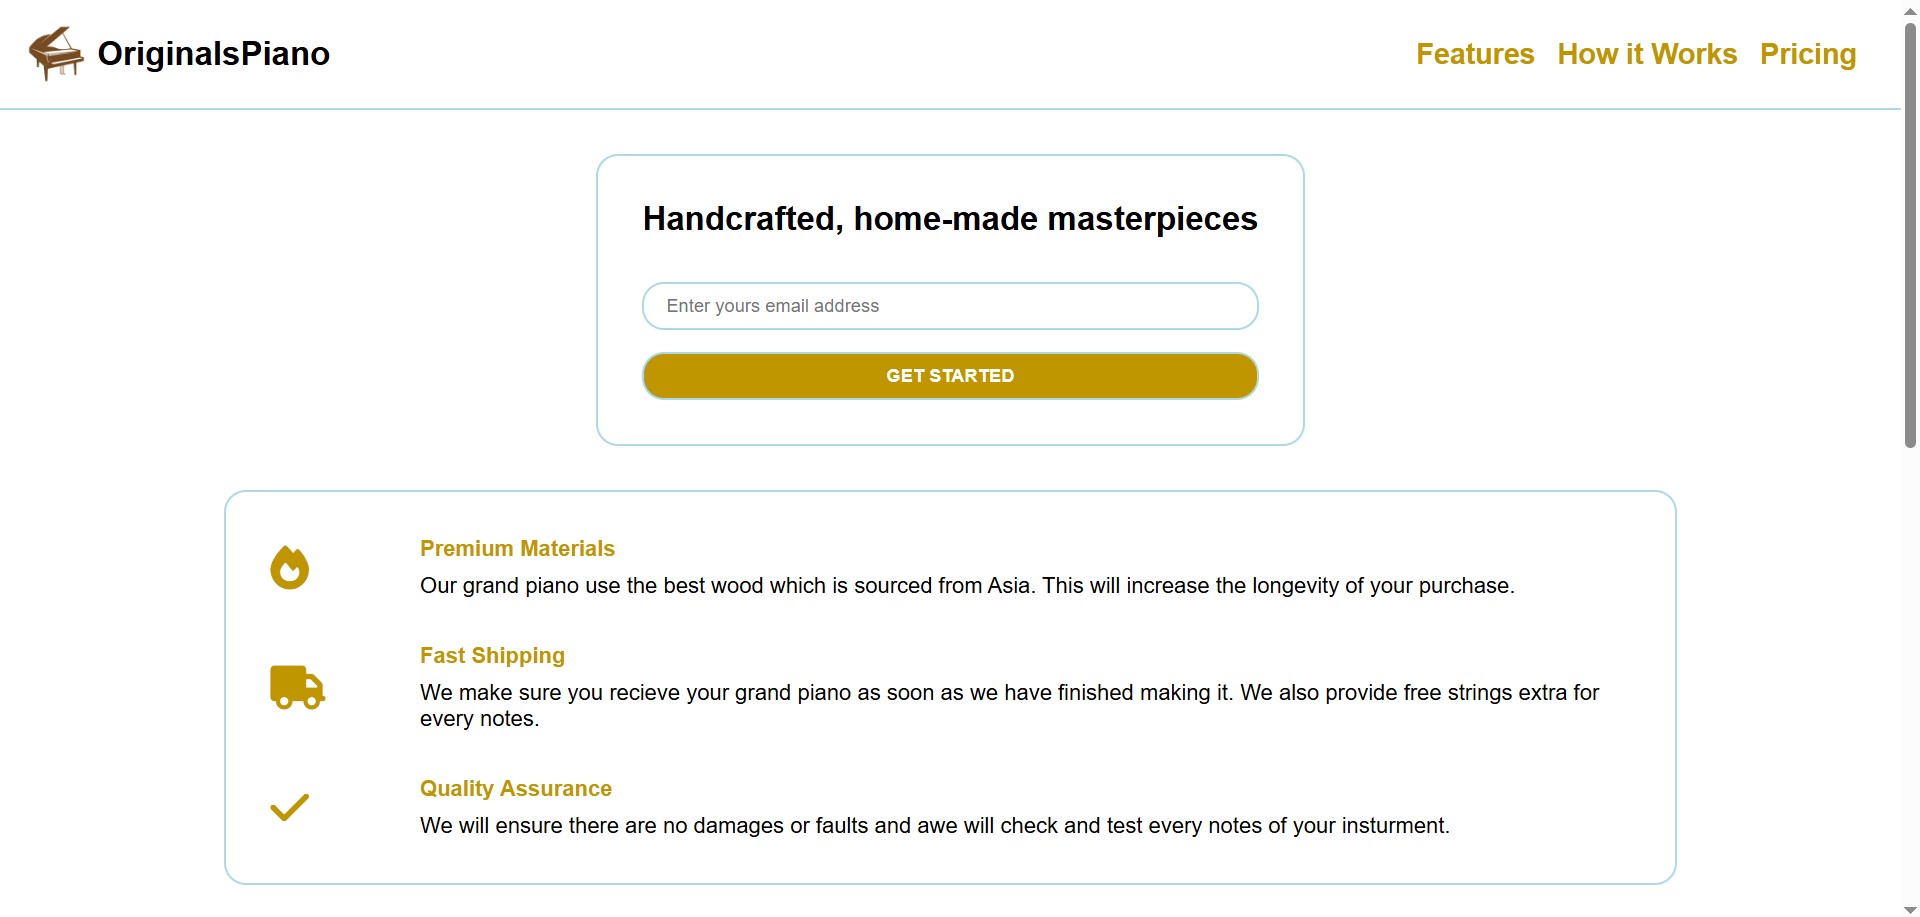 OriginalsPiano
Features How it Works Pricing
Handcrafted, home-made masterpieces
Enter yours email address
GET STARTED
Premium Materials
Our grand piano use the best wood which is sourced from Asia. This will increase the longevity of your purchase.
Fast Shipping
We make sure you recieve your grand piano as soon as we have finished making it. We also provide free strings extra for
every notes.
Quality Assurance
We will ensure there are no damages or faults and awe will check and test every notes of your insturment.